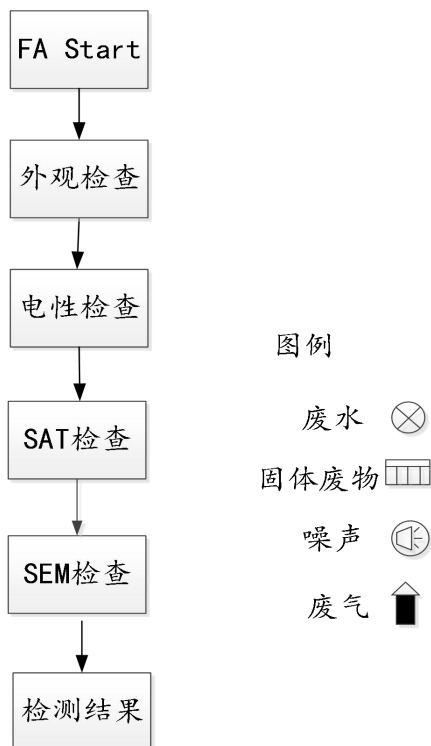 FA Start
外观检查
电性检查
SAT检查
SEM检查
检测结果
图例
废水
固体废物
噪声
废气